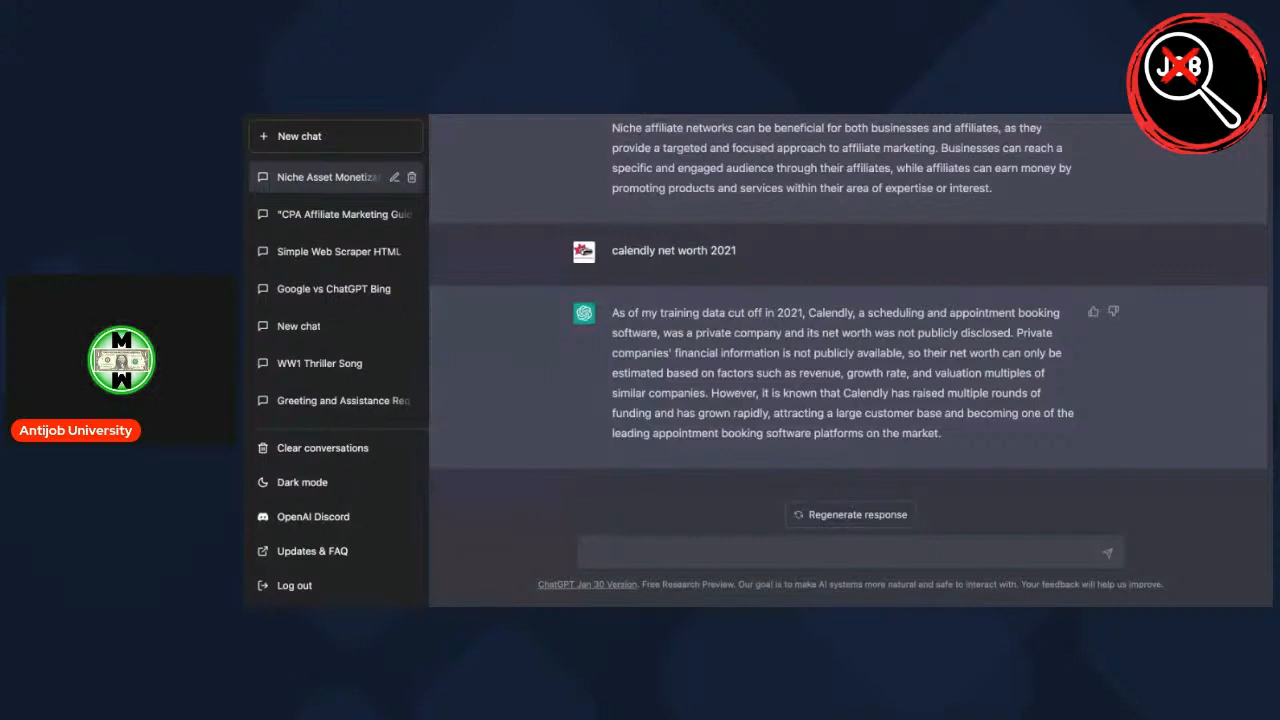 JOB
+ New chat
Niche Asset Monetiza
"CPA Affiliate Marketing Guid
Simple Web Scraper HTML
Google vs ChatGPT Bing
New chat
WW1 Thriller Song
Greeting and Assistance Req
Clear conversations
Dark mode
OpenAI Discord
Updates & FAQ
Log out
M
M
Antijob University
Niche affiliate networks can be beneficial for both businesses and affiliates, as they
provide a targeted and focused approach to affiliate marketing. Businesses can reach a
specific and engaged audience through their affiliates, while affiliates can earn money by
promoting products and services within their area of expertise or interest.
calendly net worth 2021
As of my training data cut off in 2021, Calendly, a scheduling and appointment booking
software, was a private company and its net worth was not publicly disclosed. Private
companies' financial information is not publicly available, so their net worth can only be
estimated based on factors such as revenue, growth rate, and valuation multiples of
similar companies. However, it is known that Calendly has raised multiple rounds of
funding and has grown rapidly, attracting a large customer base and becoming one of the
leading appointment booking software platforms on the market.
Regenerate response
ChatGPT Jan 30 Version. Free Research Preview. Our goal is to make AI systems more natural and safe to interact with. Your feedback will help us improve.